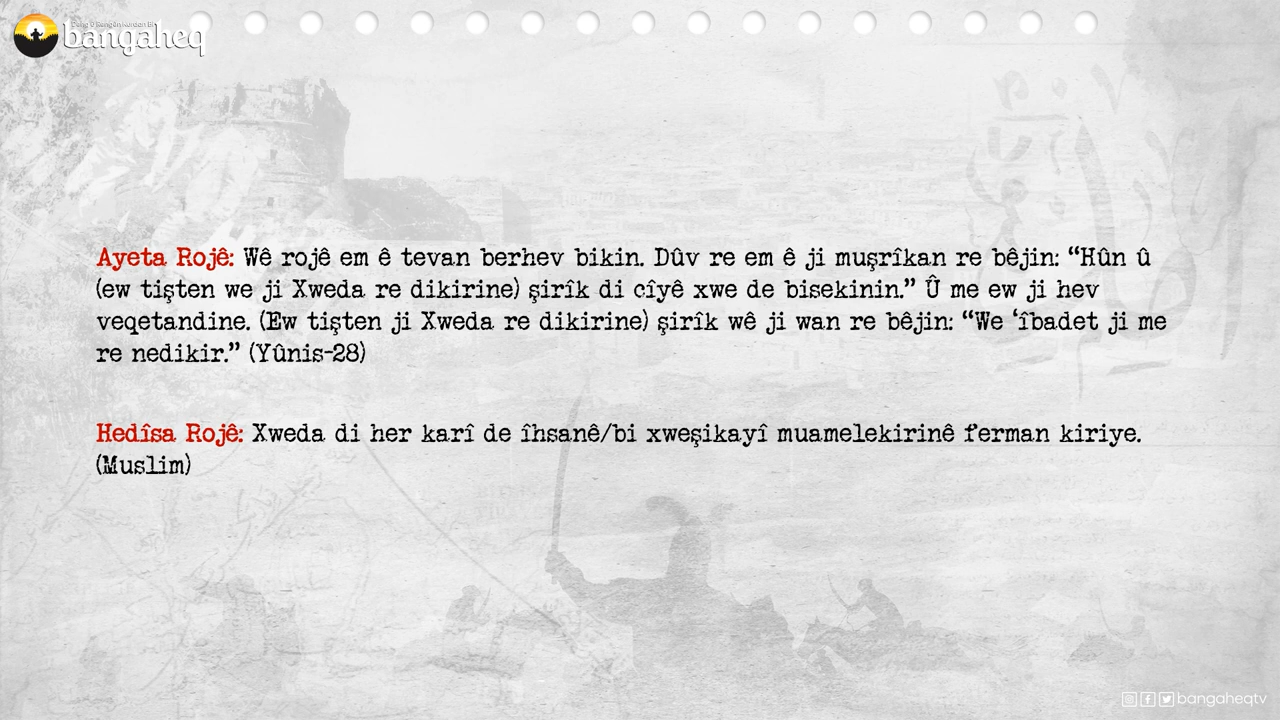 bangaheq
Ayeta Rojê: Wê rojê em ê tevan berhev bikin. Dûv re em ê ji muşrîkan re bêjin: “Hûn û
(ew tişten we ji Xweda re dikirine) şirîk di cîyê xwe de bisekinin.” Û me ew ji hev
veqetandine. (Ew tişten ji Xweda re dikirine) şirîk wê ji wan re bêjin: “We ‘îbadet ji me
re nedikir.” (Yûnis-28)
Hedîsa Rojê: Xweda di her karî de îhsanê/bi xweşikayî muamelekirinê ferman kiriye.
(Muslim)
bangaheqtv